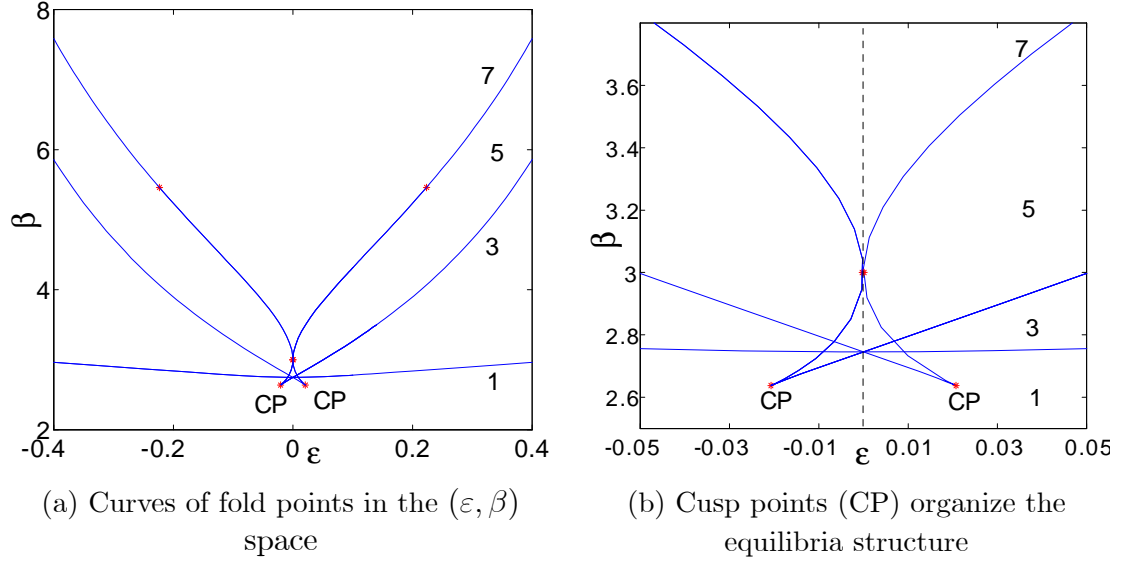 8
6
4
2
β
7
5
3
1
CP CP
-0.4 -0.2 0 0.2 0.4
ε
(a) Curves of fold points in the (ε, β)
space
3.6
3.4
3.2
3
2.8
2.6
β
7
5
3
1
CP CP
-0.05 -0.03 -0.01 0.01 0.03 0.05
ε
(b) Cusp points (CP) organize the
equilibria structure